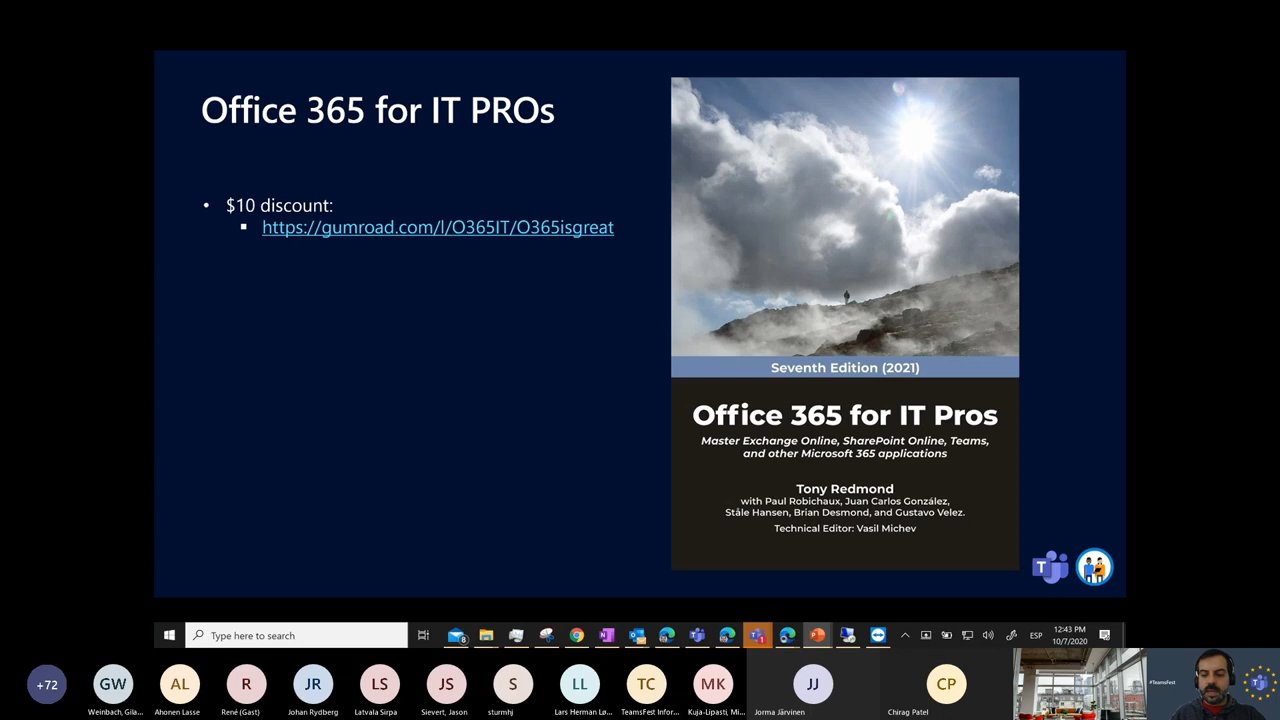 Office 365 for IT PROs
• $10 discount:
▪ https://gumroad.com/l/O365IT/O365isgreat
Seventh Edition (2021)
Office 365 for IT Pros
Master Exchange Online, SharePoint Online, Teams,
and other Microsoft 365 applications
Tony Redmond
with Paul Robichaux, Juan Carlos González,
Ståle Hansen, Brian Desmond, and Gustavo Velez.
Technical Editor: Vasil Michev
T
Type here to search
ESP
12:43 PM
10/7/2020
+72
GW
AL
R
JR
LS
JS
S
LL
TC
MK
JJ
CP
#TeamsFest
Weinbach, Gila...
Ahonen Lasse
René (Gast)
Johan Rydberg
Latvala Sirpa
Sievert, Jason
sturmhj
Lars Herman Lø...
TeamsFest Infor...
Kuja-Lipasti, Mi...
Jorma Järvinen
Chirag Patel